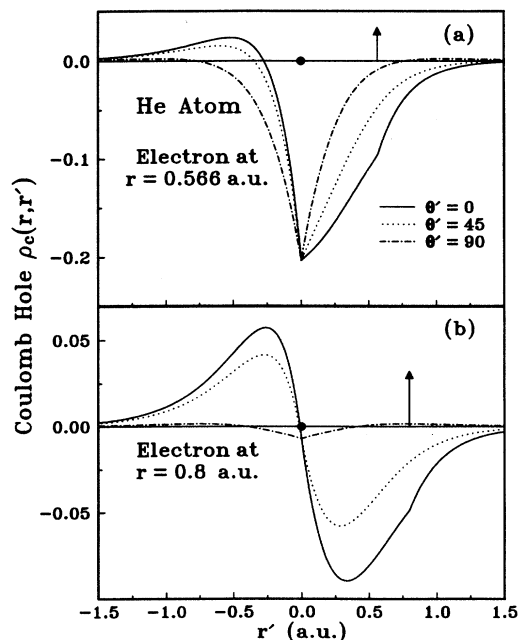 (a)
0.0
He Atom
Electron at
r = 0.566 a.u.
−0.1
θ′ = 0
θ′ = 45
θ′ = 90
−0.2
Coulomb Hole ρc(r,r′)
(b)
0.05
0.00
Electron at
r = 0.8 a.u.
−0.05
−1.5 −1.0 −0.5 0.0 0.5 1.0 1.5
r′ (a.u.)